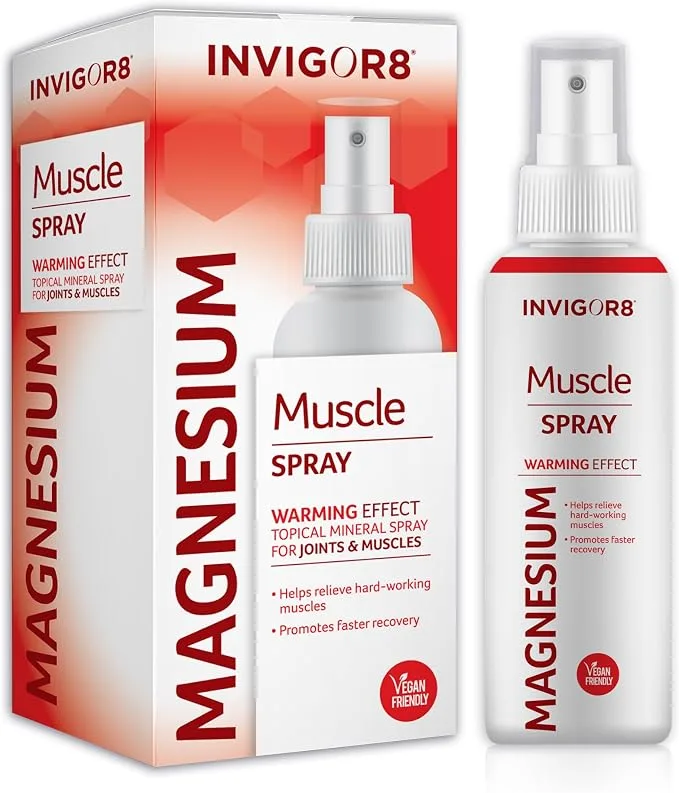 INVIGOR8®
Muscle
SPRAY
WARMING EFFECT
TOPICAL MINERAL SPRAY
FOR JOINTS & MUSCLES
MAGNESIUM
INVIGOR8®
MAGNESIUM
Muscle
SPRAY
WARMING EFFECT
TOPICAL MINERAL SPRAY
FOR JOINTS & MUSCLES
• Helps relieve hard-working
muscles
• Promotes faster recovery
VEGAN
FRIENDLY
INVIGOR8®
Muscle
SPRAY
WARMING EFFECT
MAGNESIUM
• Helps relieve
hard-working
muscles
• Promotes faster
recovery
VEGAN
FRIENDLY